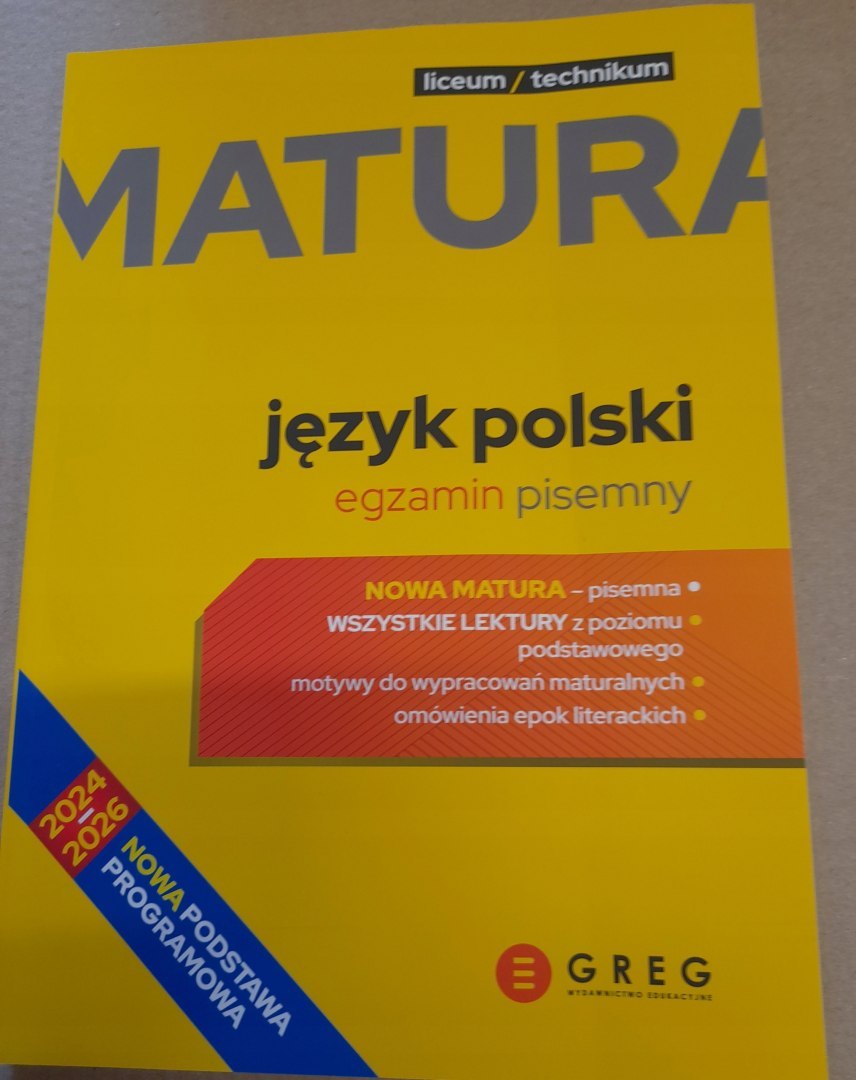 liceum / technikum
MATURA
język polski
egzamin pisemny
NOWA MATURA – pisemna •
WSZYSTKIE LEKTURY z poziomu •
podstawowego
motywy do wypracowań maturalnych •
omówienia epok literackich •
2024
–
2026
NOWA PODSTAWA
PROGRAMOWA
GREG
WYDAWNICTWO EDUKACYJNE